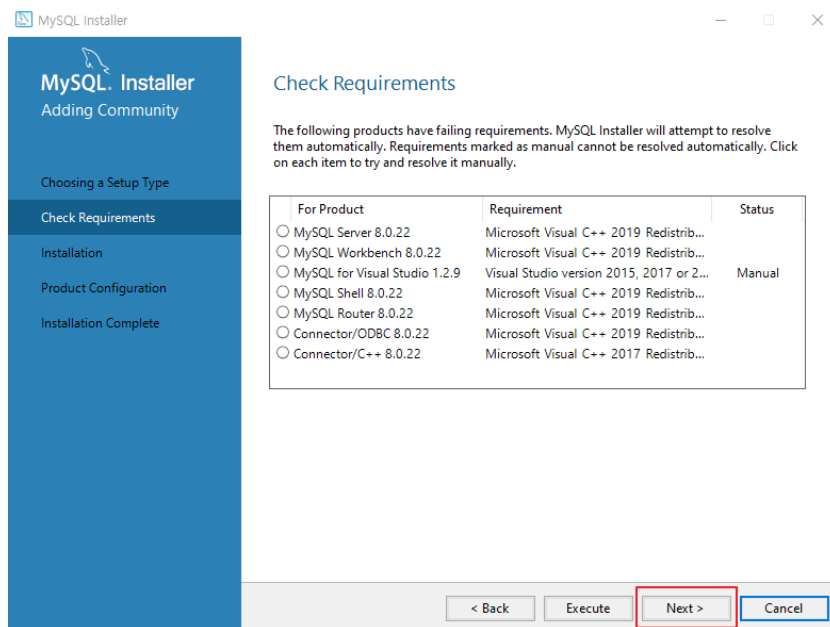 MySQL Installer
MySQL. Installer
Adding Community
Choosing a Setup Type
Check Requirements
Installation
Product Configuration
Installation Complete
Check Requirements
The following products have failing requirements. MySQL Installer will attempt to resolve
them automatically. Requirements marked as manual cannot be resolved automatically. Click
on each item to try and resolve it manually.
For Product Requirement Status
MySQL Server 8.0.22 Microsoft Visual C++ 2019 Redistrib...
MySQL Workbench 8.0.22 Microsoft Visual C++ 2019 Redistrib...
MySQL for Visual Studio 1.2.9 Visual Studio version 2015, 2017 or 2... Manual
MySQL Shell 8.0.22 Microsoft Visual C++ 2019 Redistrib...
MySQL Router 8.0.22 Microsoft Visual C++ 2019 Redistrib...
Connector/ODBC 8.0.22 Microsoft Visual C++ 2019 Redistrib...
Connector/C++ 8.0.22 Microsoft Visual C++ 2017 Redistrib...
< Back Execute Next > Cancel